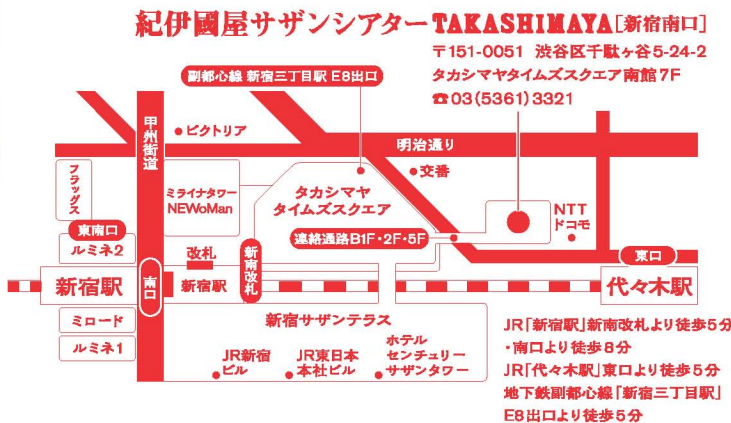 紀伊國屋サザンシアター TAKASHIMAYA[新宿南口]
〒151-0051 渋谷区千駄ヶ谷5-24-2
タカシマヤタイムズスクエア南館7F
☎03(5361)3321
副都心線 新宿三丁目駅 E8出口
甲州街道
ビクトリア
明治通り
フラッグス
ミライナタワー
NEWoMan
タカシマヤ
タイムズスクエア
交番
NTT
ドコモ
東南口
ルミネ2
改札
新南改札
連絡通路B1F・2F・5F
東口
新宿駅
南口
新宿駅
代々木駅
ミロード
ルミネ1
新宿サザンテラス
JR新宿
ビル
JR東日本
本社ビル
ホテル
センチュリー
サザンタワー
JR「新宿駅」新南改札より徒歩5分
・南口より徒歩8分
JR「代々木駅」東口より徒歩5分
地下鉄副都心線「新宿三丁目駅」
E8出口より徒歩5分